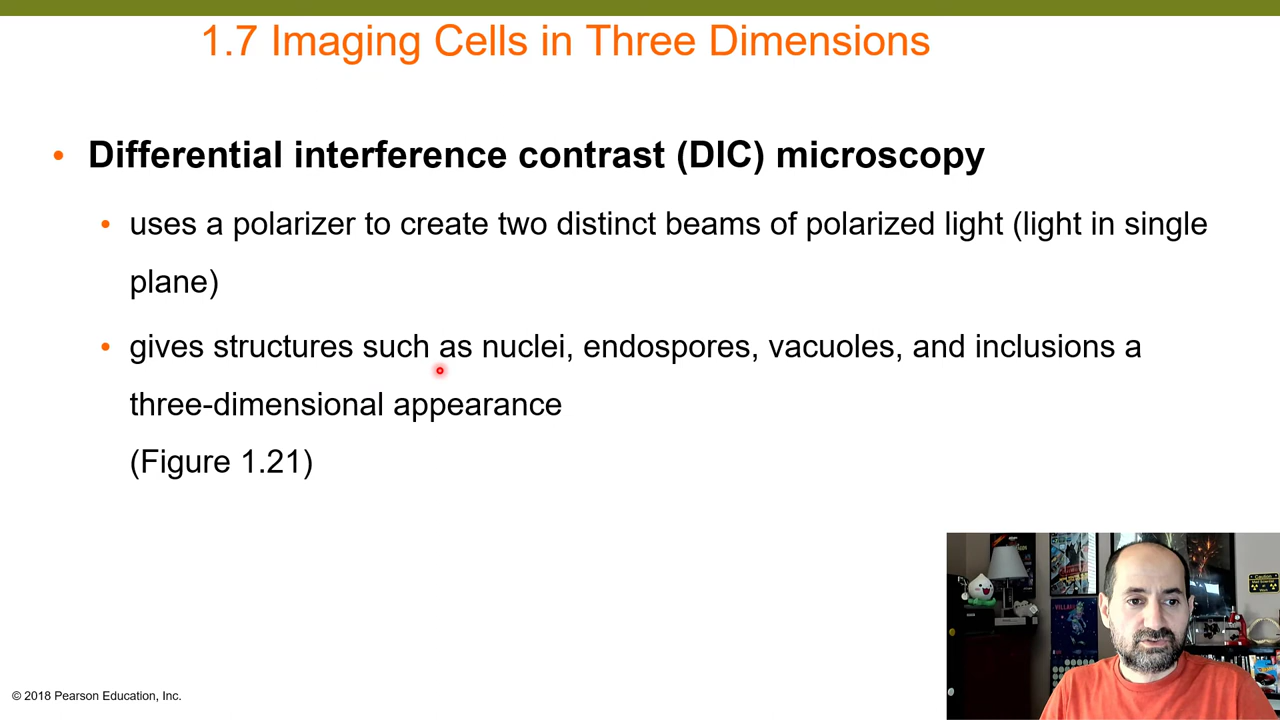 1.7 Imaging Cells in Three Dimensions
• Differential interference contrast (DIC) microscopy
• uses a polarizer to create two distinct beams of polarized light (light in single
plane)
• gives structures such as nuclei, endospores, vacuoles, and inclusions a
three-dimensional appearance
(Figure 1.21)
© 2018 Pearson Education, Inc.
Caution